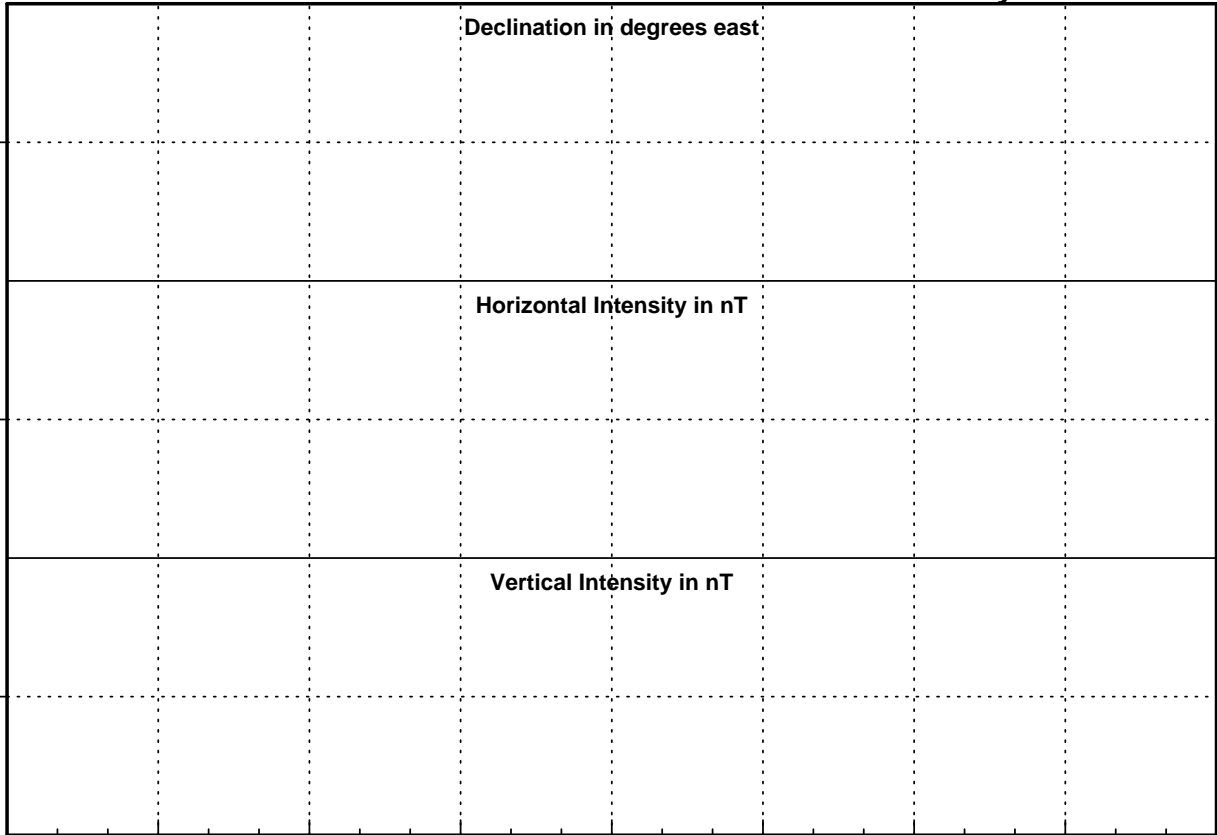 Declination in degrees east
Horizontal Intensity in nT
Vertical Intensity in nT